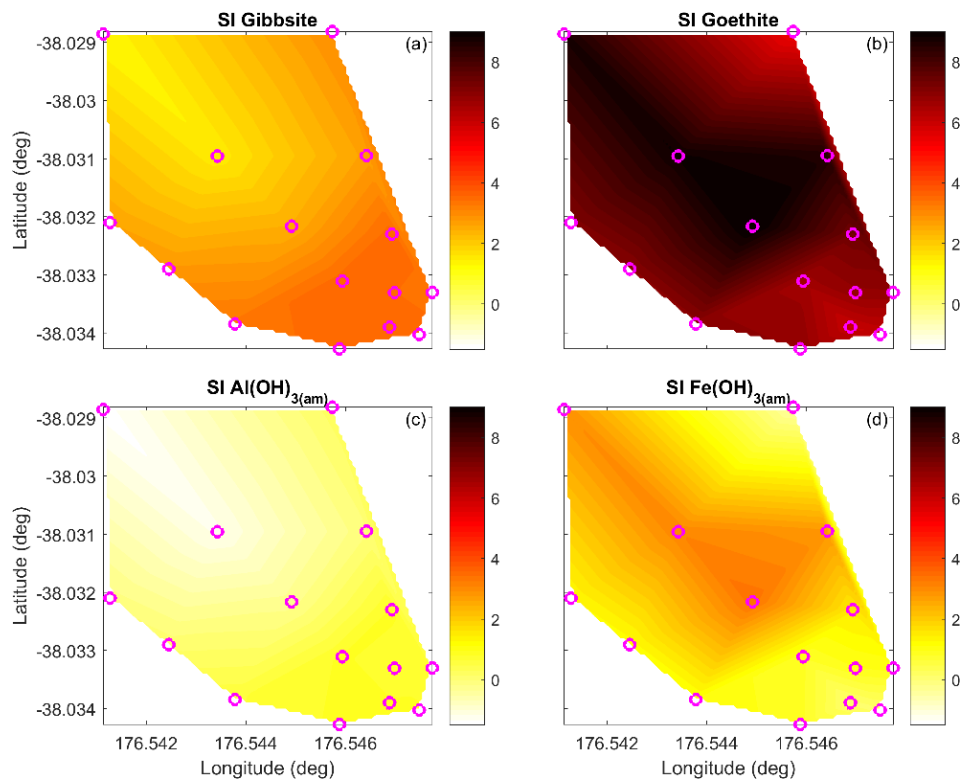 SI Gibbsite
(a)
-38.029
-38.03
-38.031
-38.032
-38.033
-38.034
Latitude (deg)
8
6
4
2
0
SI Goethite
(b)
8
6
4
2
0
SI Al(OH)3(am)
(c)
-38.029
-38.03
-38.031
-38.032
-38.033
-38.034
Latitude (deg)
176.542 176.544 176.546
Longitude (deg)
8
6
4
2
0
SI Fe(OH)3(am)
(d)
176.542 176.544 176.546
Longitude (deg)
8
6
4
2
0